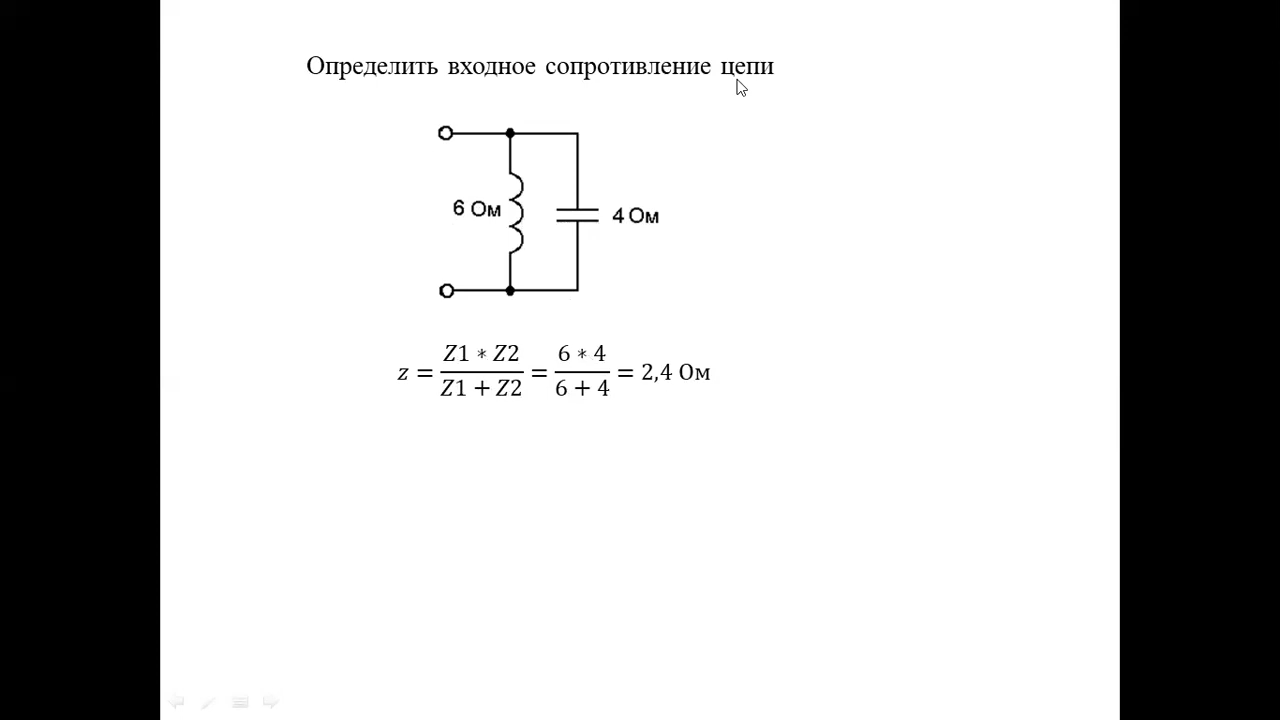 Определить входное сопротивление цепи
6 Ом
4 Ом
z = Z1 ∗ Z2 / Z1 + Z2 = 6 ∗ 4 / 6 + 4 = 2,4 Ом